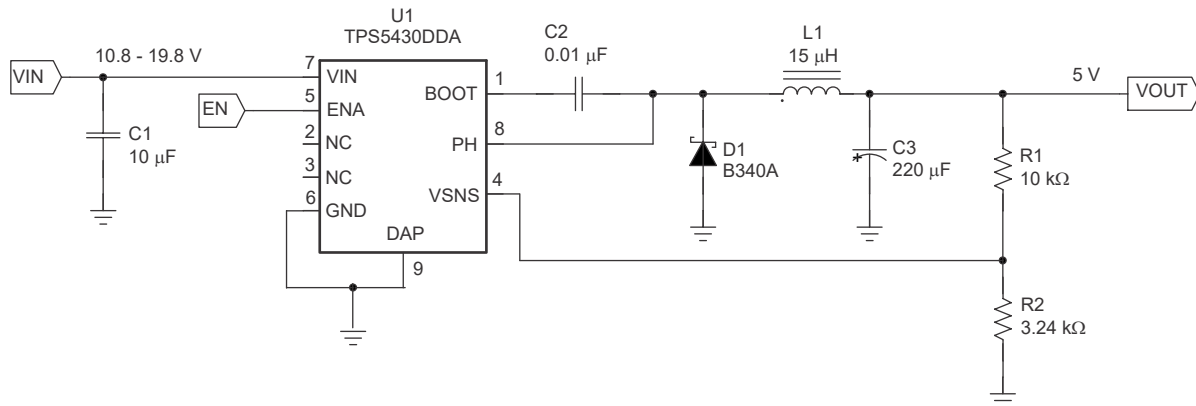 U1
TPS5430DDA
VIN
10.8 - 19.8 V
7
VIN
EN
5
ENA
2
NC
3
NC
6
GND
DAP
9
BOOT
1
PH
8
VSNS
4
C1
10 μF
C2
0.01 μF
L1
15 μH
D1
B340A
C3
220 μF
5 V
VOUT
R1
10 kΩ
R2
3.24 kΩ